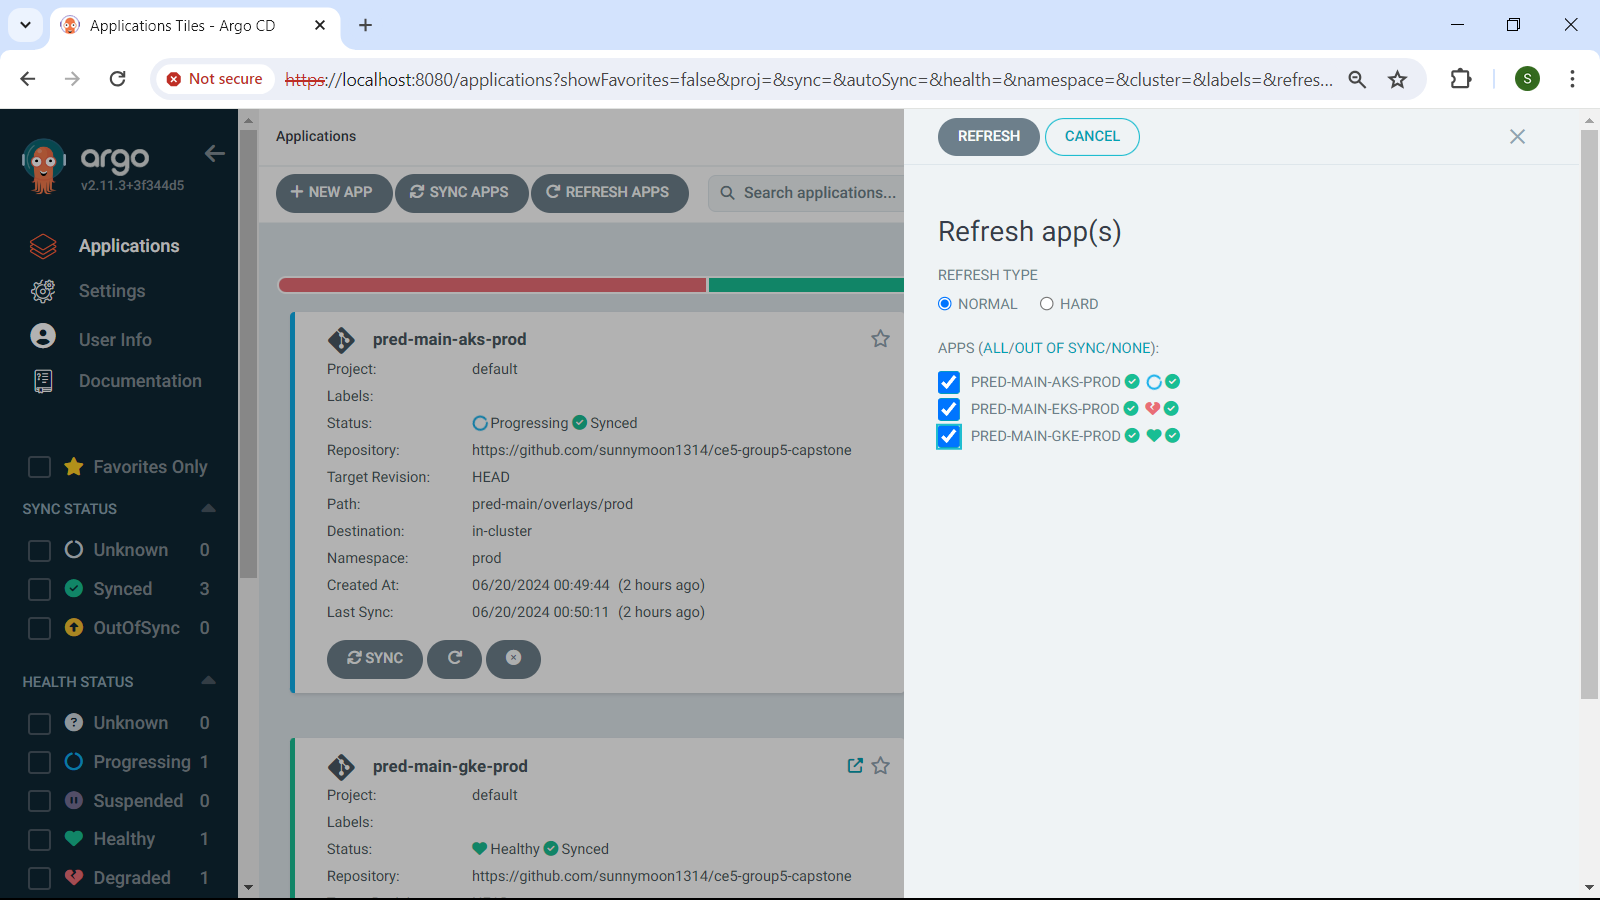 Applications Tiles - Argo CD
Not secure
https://localhost:8080/applications?showFavorites=false&proj=&sync=&autoSync=&health=&namespace=&cluster=&labels=&refres...
S
argo
v2.11.3+3f344d5
Applications
Settings
User Info
Documentation
Favorites Only
SYNC STATUS
Unknown 0
Synced 3
OutOfSync 0
HEALTH STATUS
Unknown 0
Progressing 1
Suspended 0
Healthy 1
Degraded 1
Applications
NEW APP
SYNC APPS
REFRESH APPS
Search applications...
pred-main-aks-prod
Project: default
Labels:
Status: Progressing Synced
Repository: https://github.com/sunnymoon1314/ce5-group5-capstone
Target Revision: HEAD
Path: pred-main/overlays/prod
Destination: in-cluster
Namespace: prod
Created At: 06/20/2024 00:49:44 (2 hours ago)
Last Sync: 06/20/2024 00:50:11 (2 hours ago)
SYNC
pred-main-gke-prod
Project: default
Labels:
Status: Healthy Synced
Repository: https://github.com/sunnymoon1314/ce5-group5-capstone
REFRESH
CANCEL
Refresh app(s)
REFRESH TYPE
NORMAL HARD
APPS (ALL/OUT OF SYNC/NONE):
PRED-MAIN-AKS-PROD
PRED-MAIN-EKS-PROD
PRED-MAIN-GKE-PROD